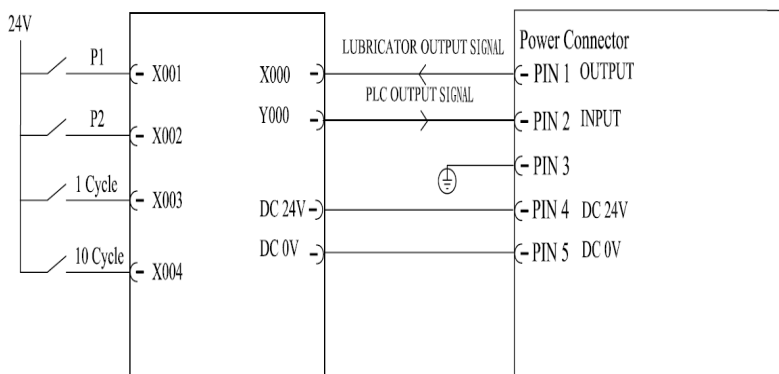 24V
P1
X001
P2
X002
1 Cycle
X003
10 Cycle
X004
X000
Y000
DC 24V
DC 0V
LUBRICATOR OUTPUT SIGNAL
PLC OUTPUT SIGNAL
Power Connector
PIN 1 OUTPUT
PIN 2 INPUT
PIN 3
PIN 4 DC 24V
PIN 5 DC 0V